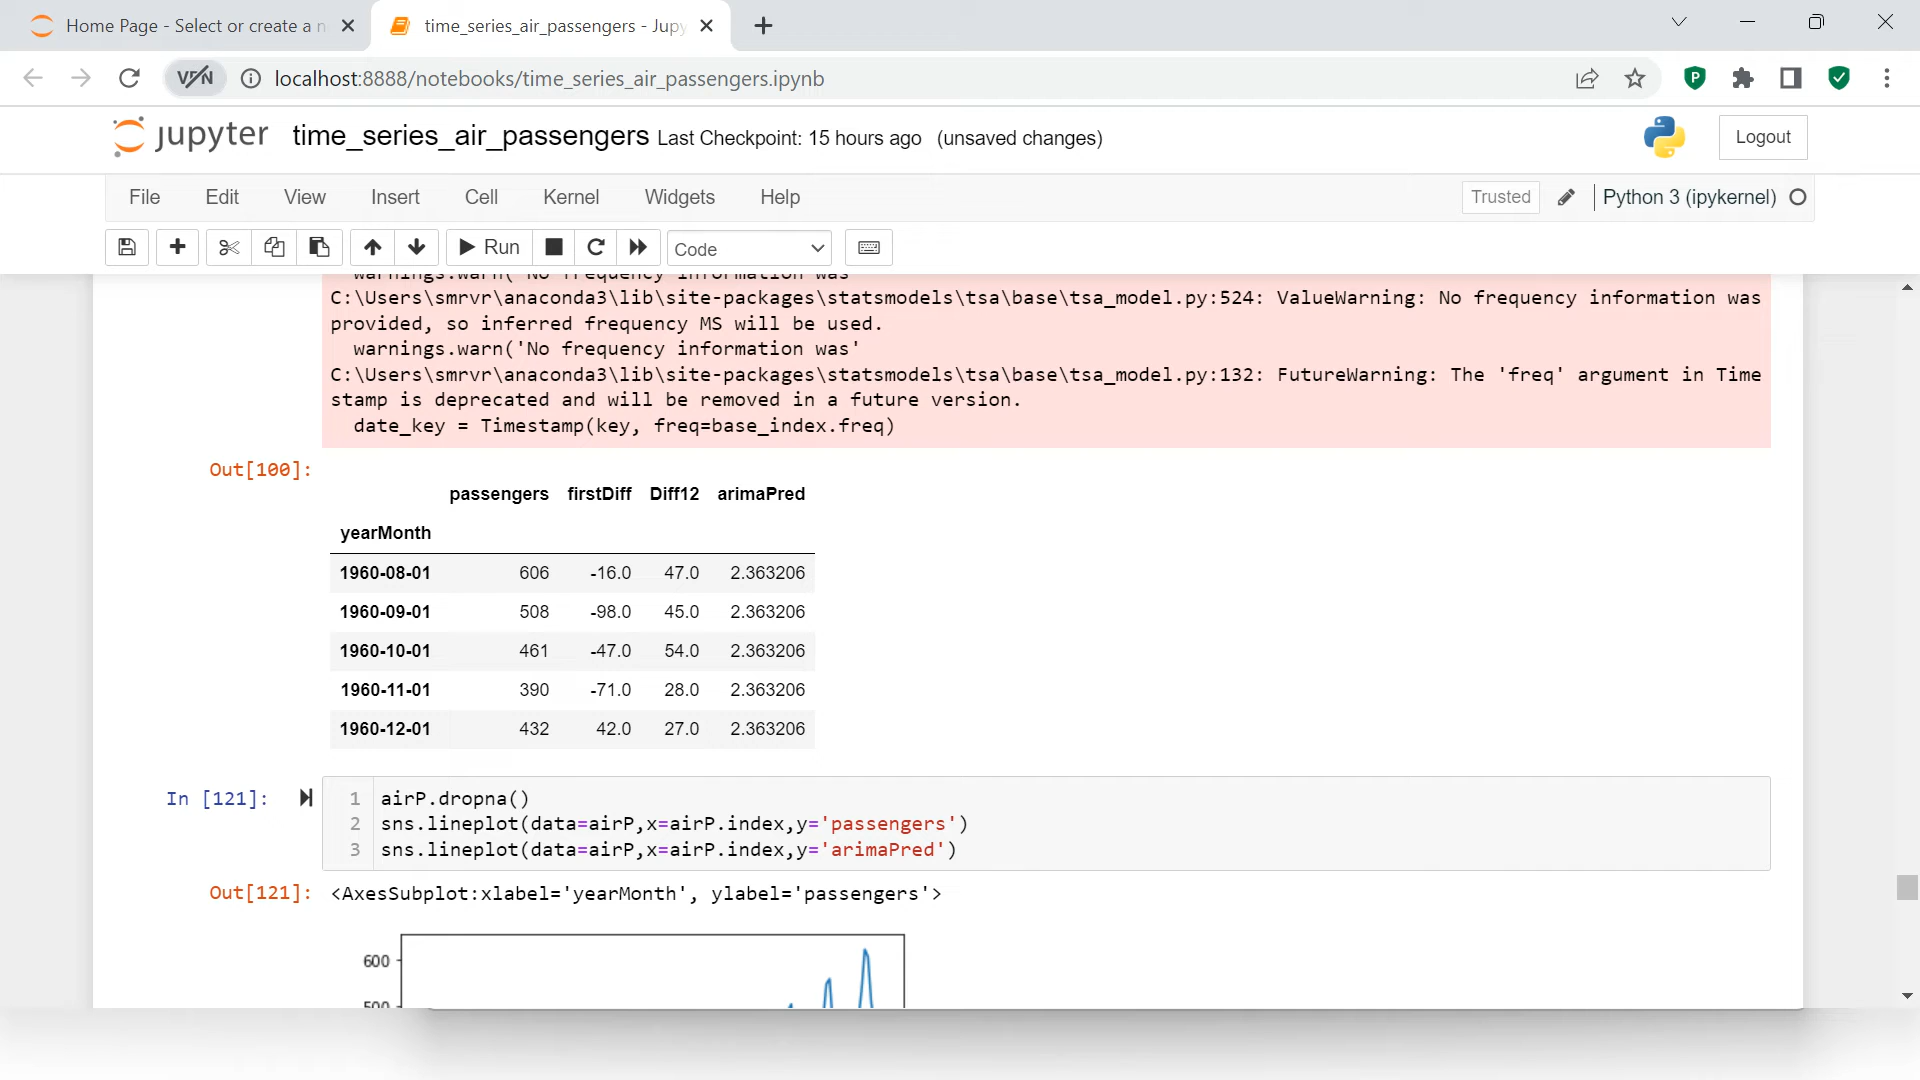 Home Page - Select or create a n
time_series_air_passengers - Jupy
VPN
localhost:8888/notebooks/time_series_air_passengers.ipynb
P
jupyter time_series_air_passengers Last Checkpoint: 15 hours ago (unsaved changes)
Logout
File Edit View Insert Cell Kernel Widgets Help
Trusted
Python 3 (ipykernel)
Run
Code
warnings.warn('No frequency information was'
C:\Users\smrvr\anaconda3\lib\site-packages\statsmodels\tsa\base\tsa_model.py:524: ValueWarning: No frequency information was
provided, so inferred frequency MS will be used.
warnings.warn('No frequency information was'
C:\Users\smrvr\anaconda3\lib\site-packages\statsmodels\tsa\base\tsa_model.py:132: FutureWarning: The 'freq' argument in Time
stamp is deprecated and will be removed in a future version.
date_key = Timestamp(key, freq=base_index.freq)
Out[100]:
passengers firstDiff Diff12 arimaPred
yearMonth
1960-08-01 606 -16.0 47.0 2.363206
1960-09-01 508 -98.0 45.0 2.363206
1960-10-01 461 -47.0 54.0 2.363206
1960-11-01 390 -71.0 28.0 2.363206
1960-12-01 432 42.0 27.0 2.363206
In [121]:
1 airP.dropna()
2 sns.lineplot(data=airP,x=airP.index,y='passengers')
3 sns.lineplot(data=airP,x=airP.index,y='arimaPred')
Out[121]: <AxesSubplot:xlabel='yearMonth', ylabel='passengers'>
600
500